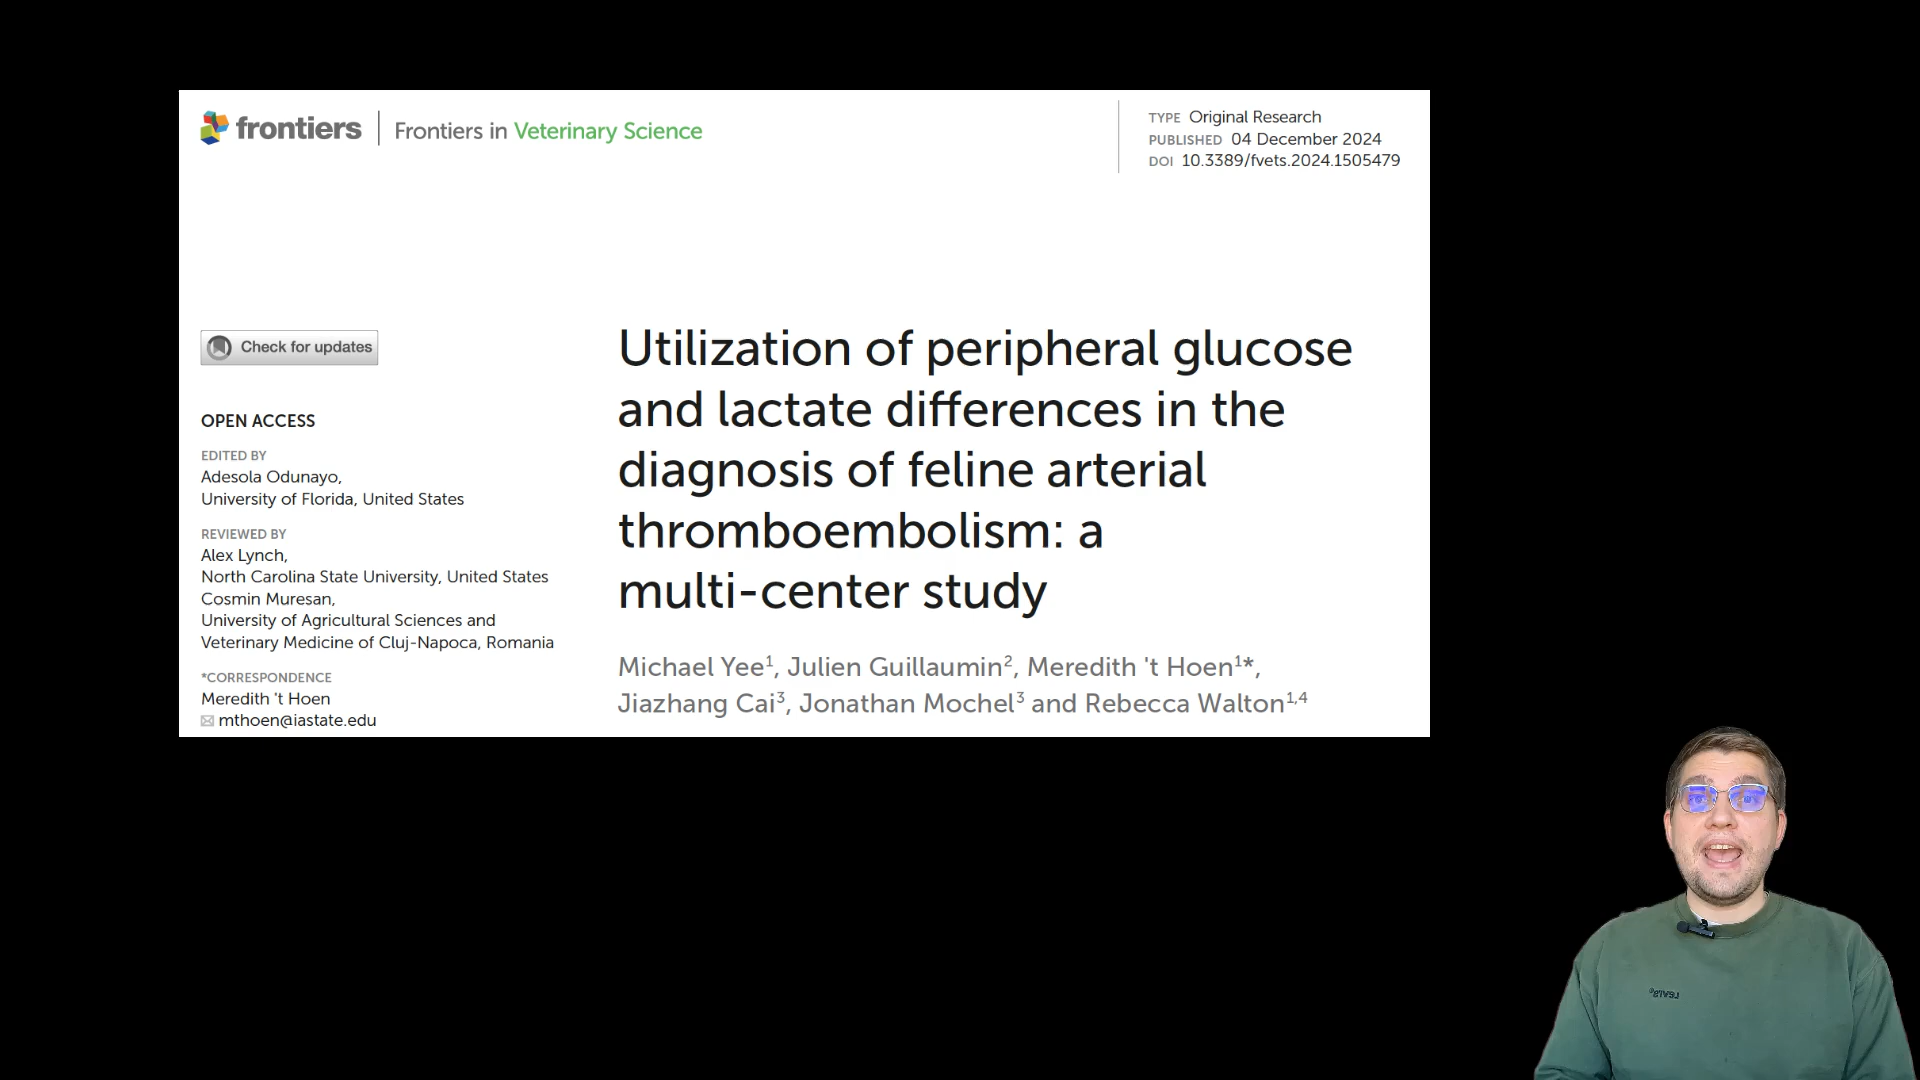 frontiers | Frontiers in Veterinary Science
TYPE Original Research
PUBLISHED 04 December 2024
DOI 10.3389/fvets.2024.1505479
Check for updates
OPEN ACCESS
EDITED BY
Adesola Odunayo,
University of Florida, United States
REVIEWED BY
Alex Lynch,
North Carolina State University, United States
Cosmin Muresan,
University of Agricultural Sciences and
Veterinary Medicine of Cluj-Napoca, Romania
*CORRESPONDENCE
Meredith 't Hoen
mthoen@iastate.edu
Utilization of peripheral glucose
and lactate differences in the
diagnosis of feline arterial
thromboembolism: a
multi-center study
Michael Yee1, Julien Guillaumin2, Meredith 't Hoen1*,
Jiazhang Cai3, Jonathan Mochel3 and Rebecca Walton1,4